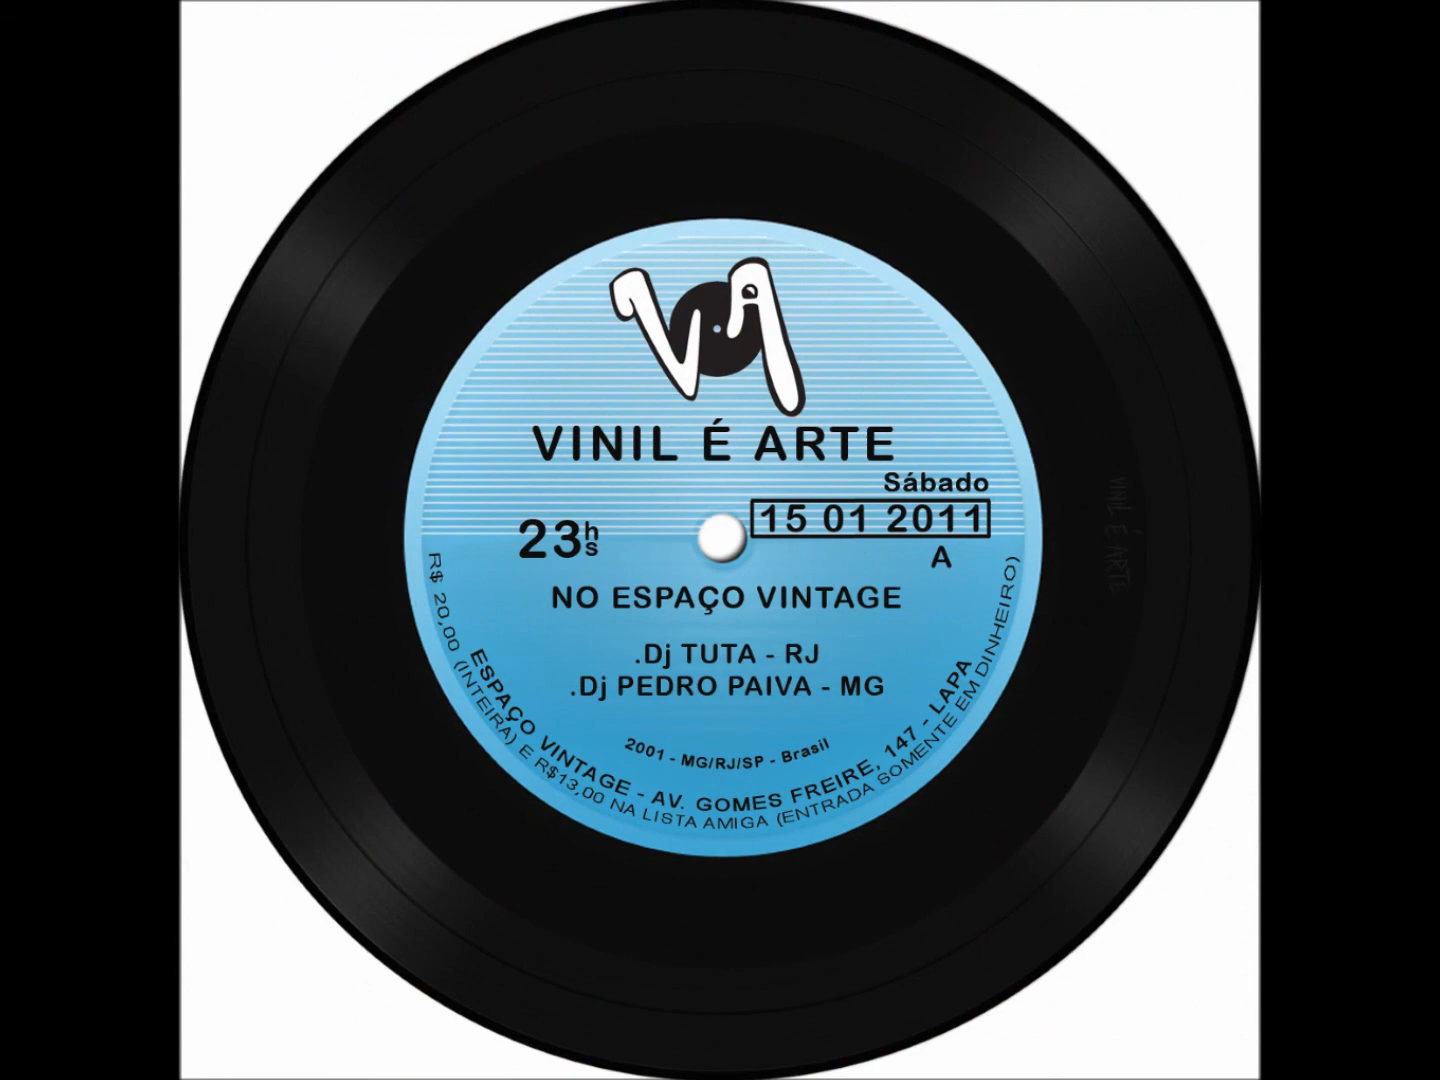 VINIL É ARTE
Sábado
23hs
15 01 2011
A
NO ESPAÇO VINTAGE
.Dj TUTA - RJ
.Dj PEDRO PAIVA - MG
2001 - MG/RJ/SP - Brasil
ESPAÇO VINTAGE - AV. GOMES FREIRE, 147 - LAPA
R$ 20,00 (INTEIRA) E R$13,00 NA LISTA AMIGA (ENTRADA SOMENTE EM DINHEIRO)
VINIL É ARTE